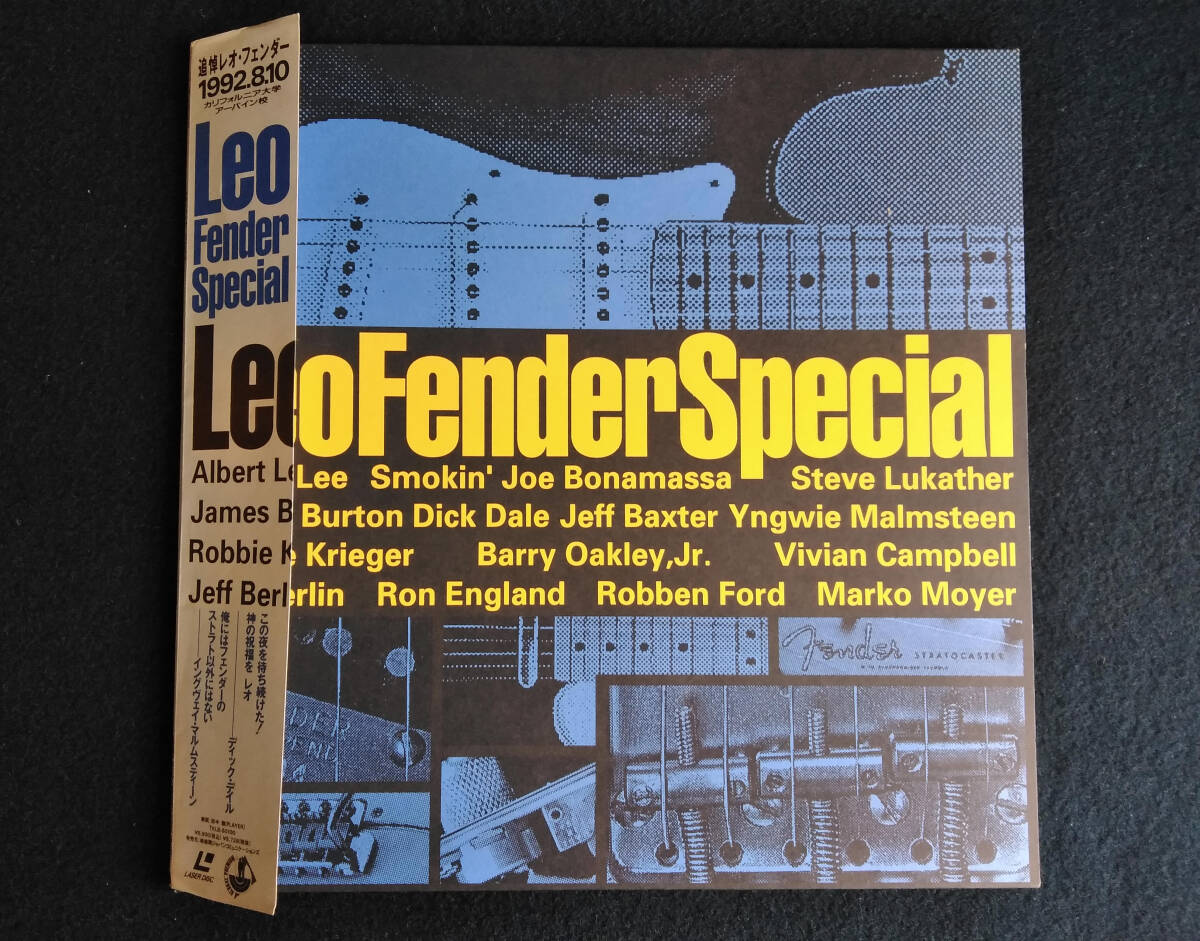 追悼レオ・フェンダー
1992.8.10
カリフォルニア大学
アーバイン校
Leo
Fender
Special
LeoFenderSpecial
Albert Lee Smokin' Joe Bonamassa Steve Lukather
James Burton Dick Dale Jeff Baxter Yngwie Malmsteen
Robbie Krieger Barry Oakley,Jr. Vivian Campbell
Jeff Berlin Ron England Robben Ford Marko Moyer
この夜を待ち続けた!
神の祝福を レオ
ディック・デイル
俺にはフェンダーの
ストラト以外にはない
イングヴェイ・マルムスティーン
Fender
STRATOCASTER
LASER DISC